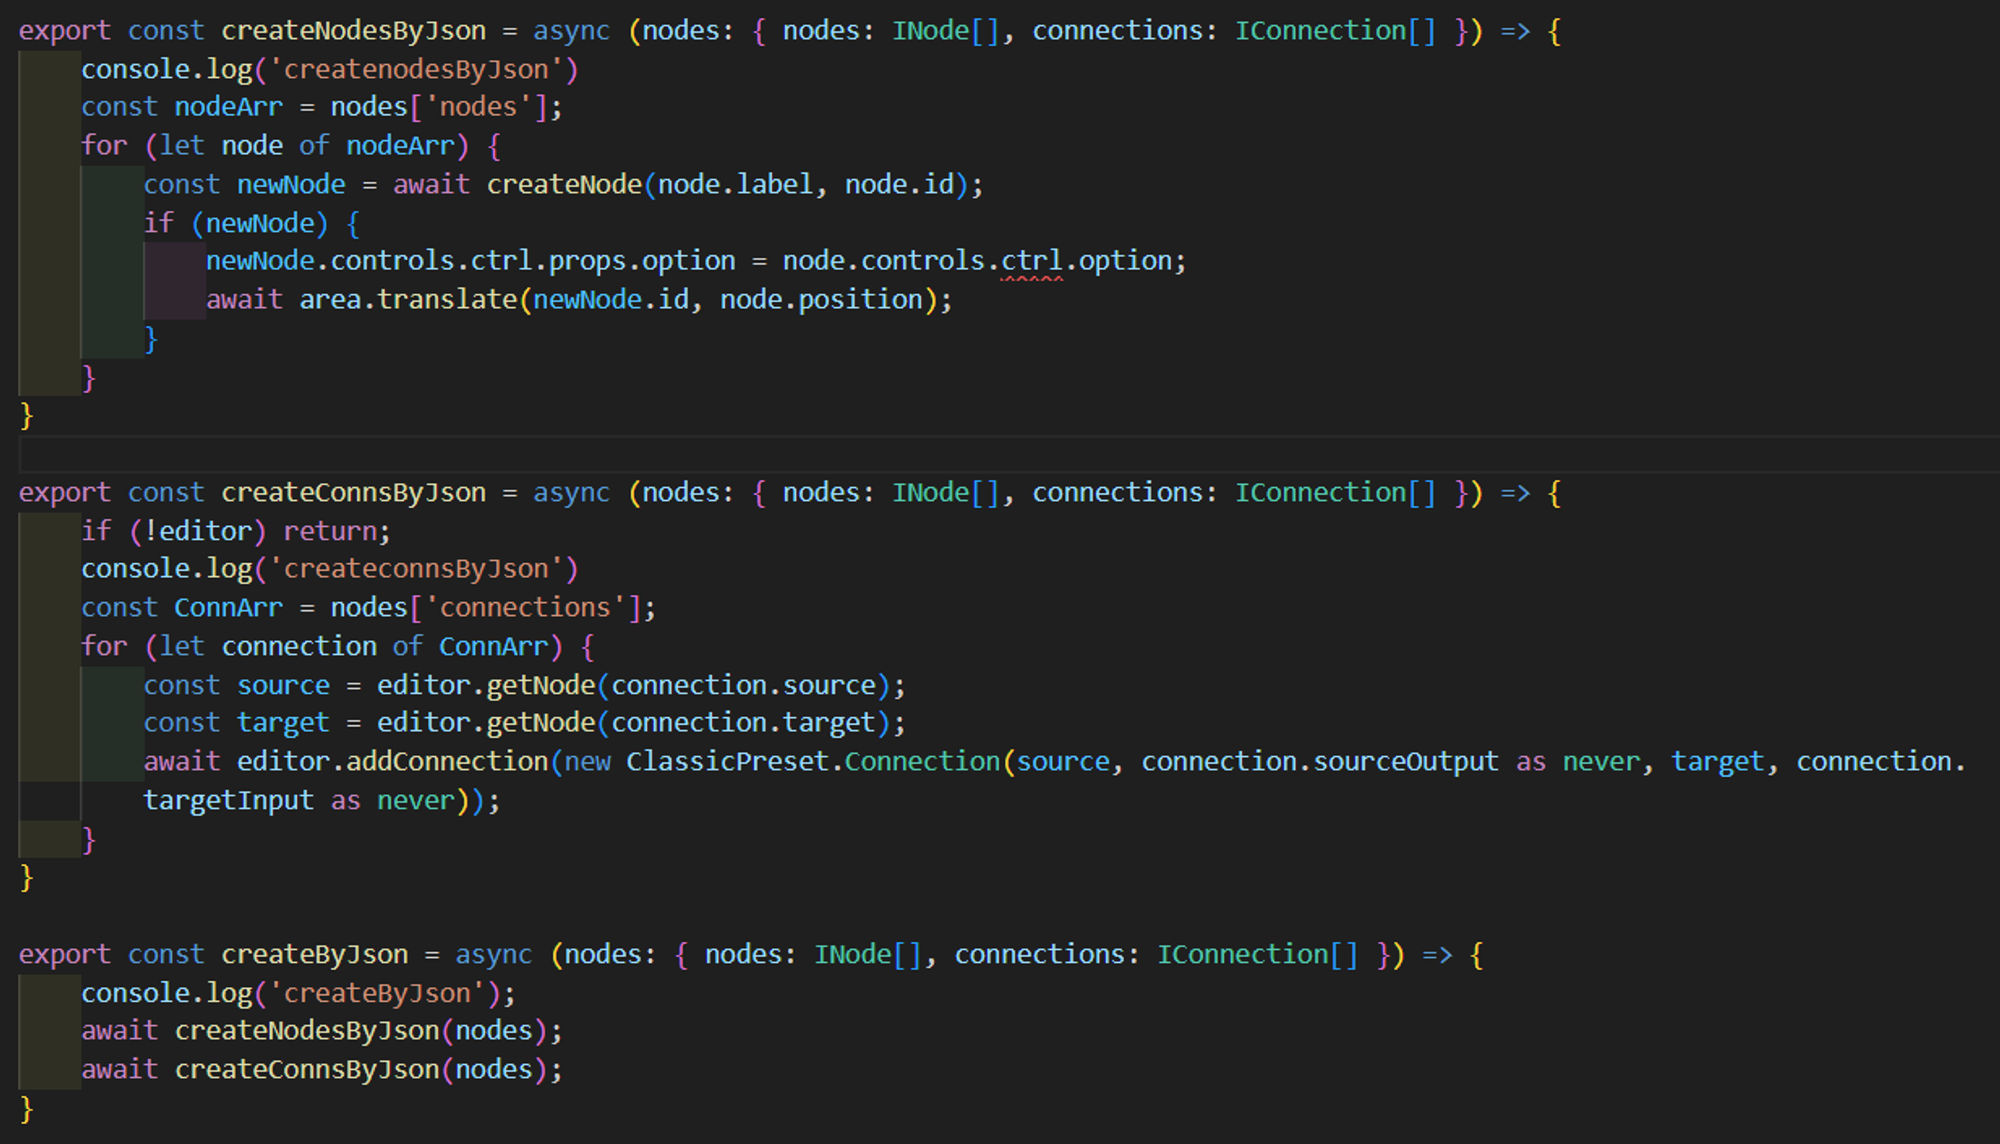 export const createNodesByJson = async (nodes: { nodes: INode[], connections: IConnection[] }) => {
    console.log('createnodesByJson')
    const nodeArr = nodes['nodes'];
    for (let node of nodeArr) {
        const newNode = await createNode(node.label, node.id);
        if (newNode) {
            newNode.controls.ctrl.props.option = node.controls.ctrl.option;
            await area.translate(newNode.id, node.position);
        }
    }
}

export const createConnsByJson = async (nodes: { nodes: INode[], connections: IConnection[] }) => {
    if (!editor) return;
    console.log('createconnsByJson')
    const ConnArr = nodes['connections'];
    for (let connection of ConnArr) {
        const source = editor.getNode(connection.source);
        const target = editor.getNode(connection.target);
        await editor.addConnection(new ClassicPreset.Connection(source, connection.sourceOutput as never, target, connection.
        targetInput as never));
    }
}

export const createByJson = async (nodes: { nodes: INode[], connections: IConnection[] }) => {
    console.log('createByJson');
    await createNodesByJson(nodes);
    await createConnsByJson(nodes);
}